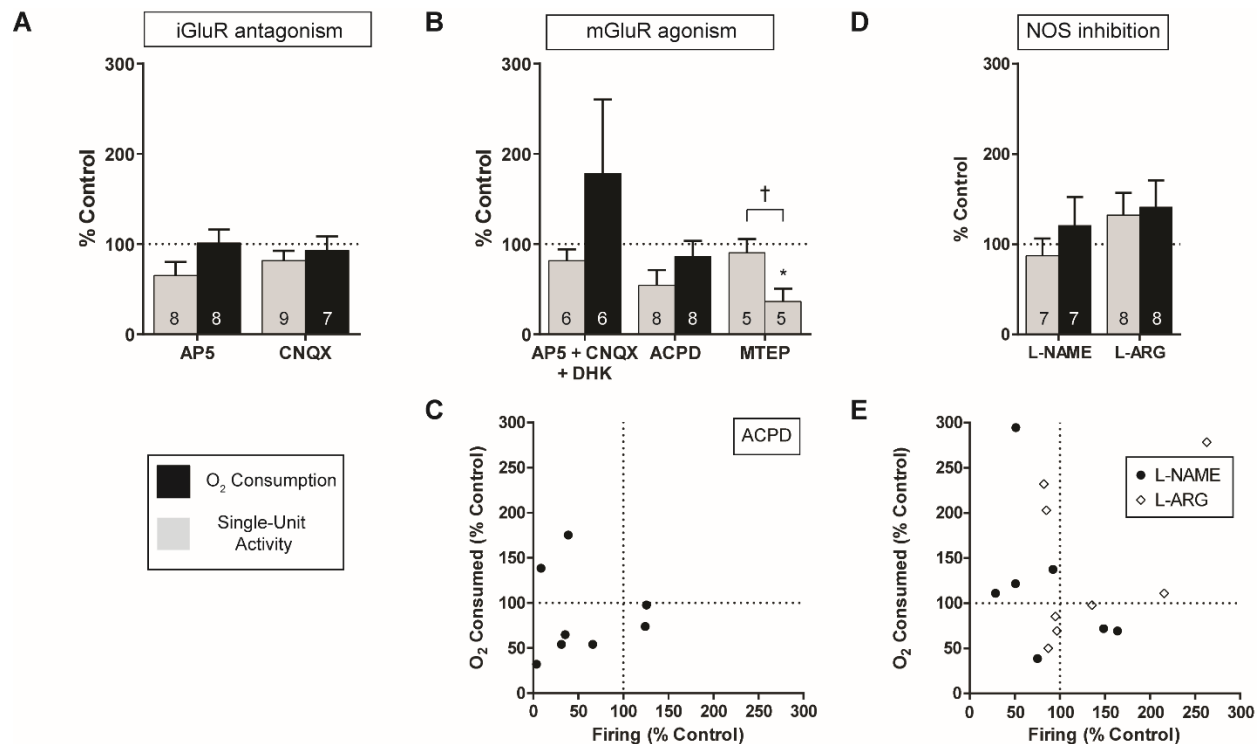 A
iGluR antagonism
300
200
100
0
% Control
8
8
9
7
AP5
CNQX
B
mGluR agonism
300
200
100
0
% Control
†
*
6
6
8
8
5
5
AP5 + CNQX
+ DHK
ACPD
MTEP
D
NOS inhibition
300
200
100
0
% Control
7
7
8
8
L-NAME
L-ARG
O₂ Consumption
Single-Unit
Activity
C
ACPD
300
250
200
150
100
50
0
O₂ Consumed (% Control)
0 50 100 150 200 250 300
Firing (% Control)
E
L-NAME
L-ARG
300
250
200
150
100
50
0
O₂ Consumed (% Control)
0 50 100 150 200 250 300
Firing (% Control)